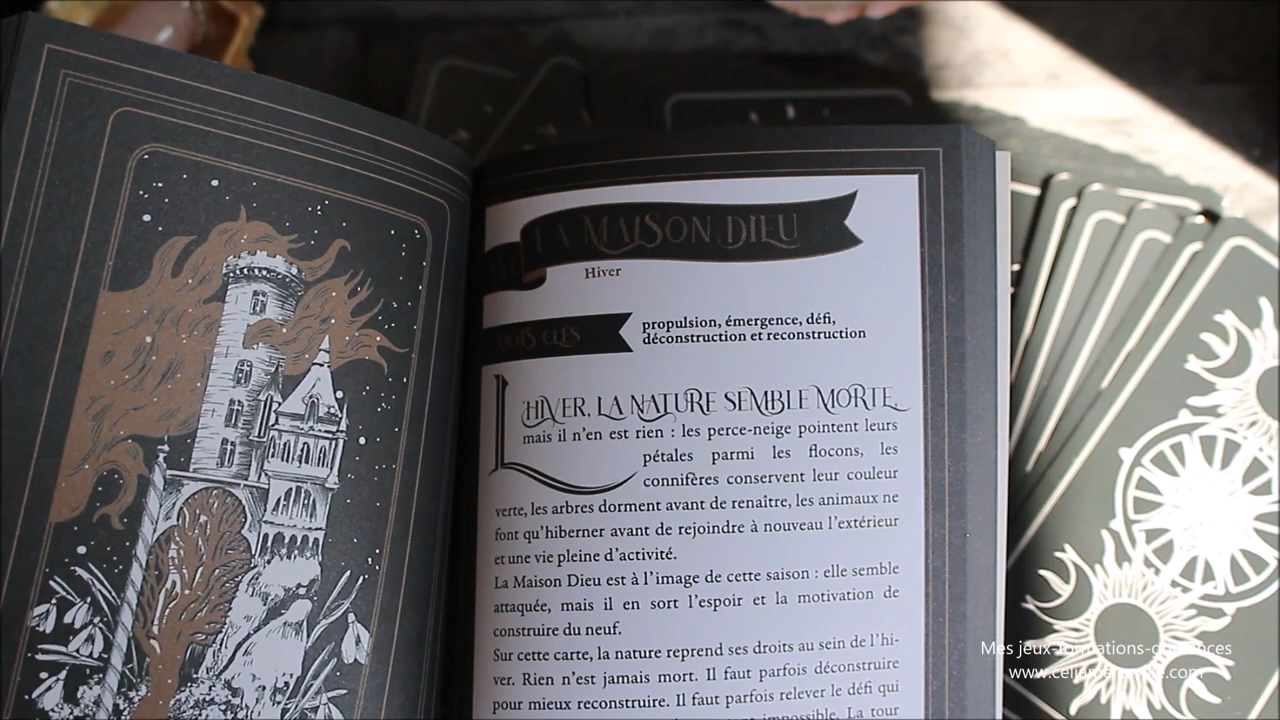 LA MAISON DIEU
Hiver
MOTS CLÉS
propulsion, émergence, défi,
déconstruction et reconstruction
L'HIVER, LA NATURE SEMBLE MORTE,
mais il n'en est rien : les perce-neige pointent leurs
pétales parmi les flocons, les
connifères conservent leur couleur
verte, les arbres dorment avant de renaître, les animaux ne
font qu'hiberner avant de rejoindre à nouveau l'extérieur
et une vie pleine d'activité.
La Maison Dieu est à l'image de cette saison : elle semble
attaquée, mais il en sort l'espoir et la motivation de
construire du neuf.
Sur cette carte, la nature reprend ses droits au sein de l'hi-
ver. Rien n'est jamais mort. Il faut parfois déconstruire
pour mieux reconstruire. Il faut parfois relever le défi qui
impossible. La tour
Mes jeux-formations-